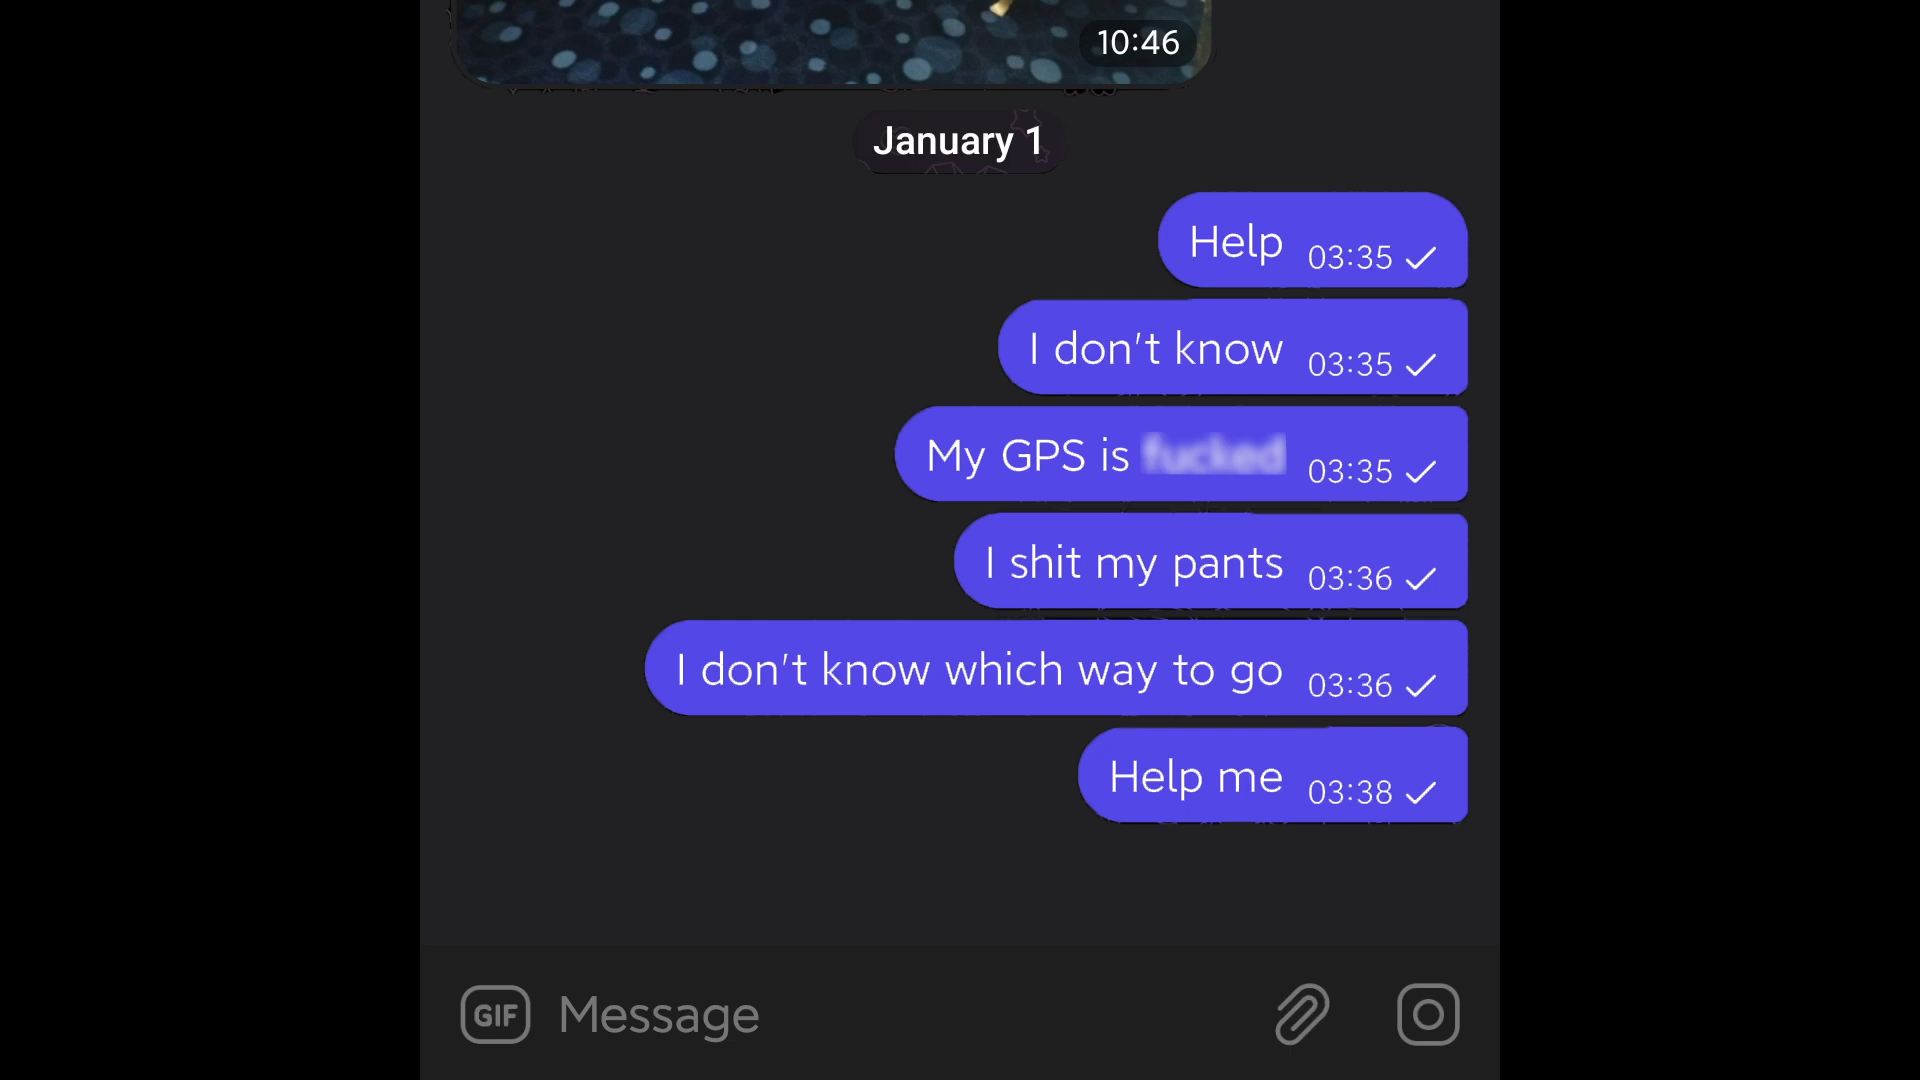 10:46
January 1
Help 03:35
I don't know 03:35
My GPS is fucked 03:35
I shit my pants 03:36
I don't know which way to go 03:36
Help me 03:38
GIF Message